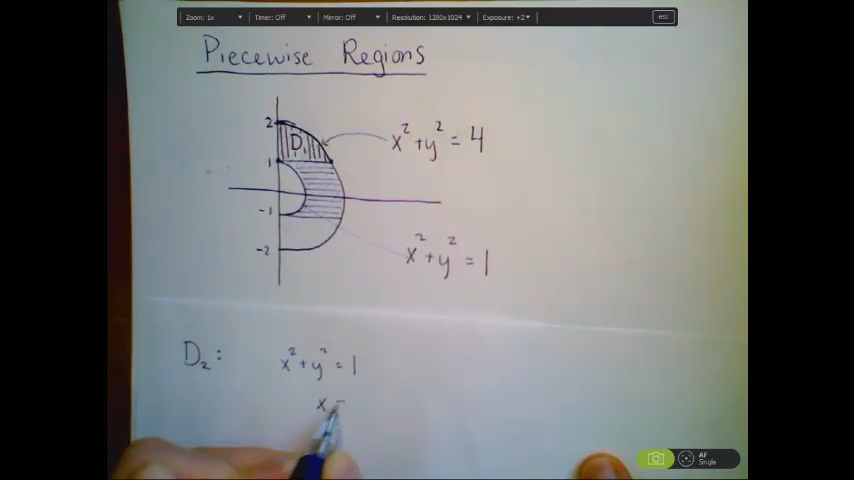 Zoom: 1x Timer: Off Mirror: Off Resolution: 1280x1024 Exposure: +2 esc
Piecewise Regions
2
D₁
x² + y² = 4
1
-1
-2
x² + y² = 1
D₂: x² + y² = 1
x =
AF
Single